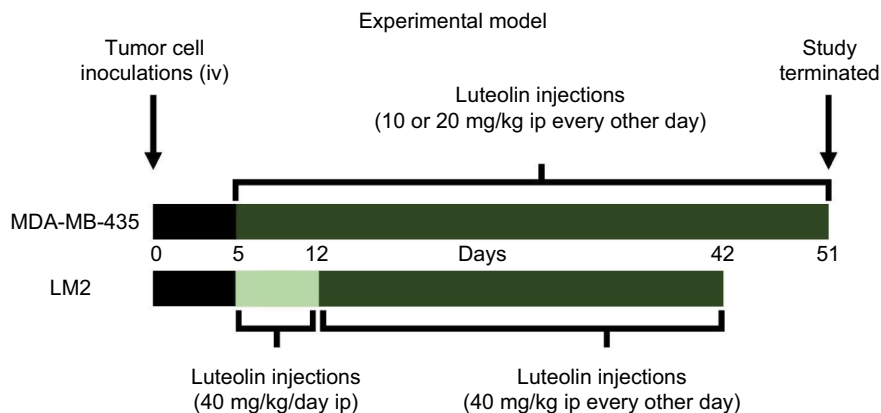 Experimental model
Tumor cell
inoculations (iv)
Study
terminated
Luteolin injections
(10 or 20 mg/kg ip every other day)
MDA-MB-435
0 5 12 Days 42 51
LM2
Luteolin injections
(40 mg/kg/day ip)
Luteolin injections
(40 mg/kg ip every other day)